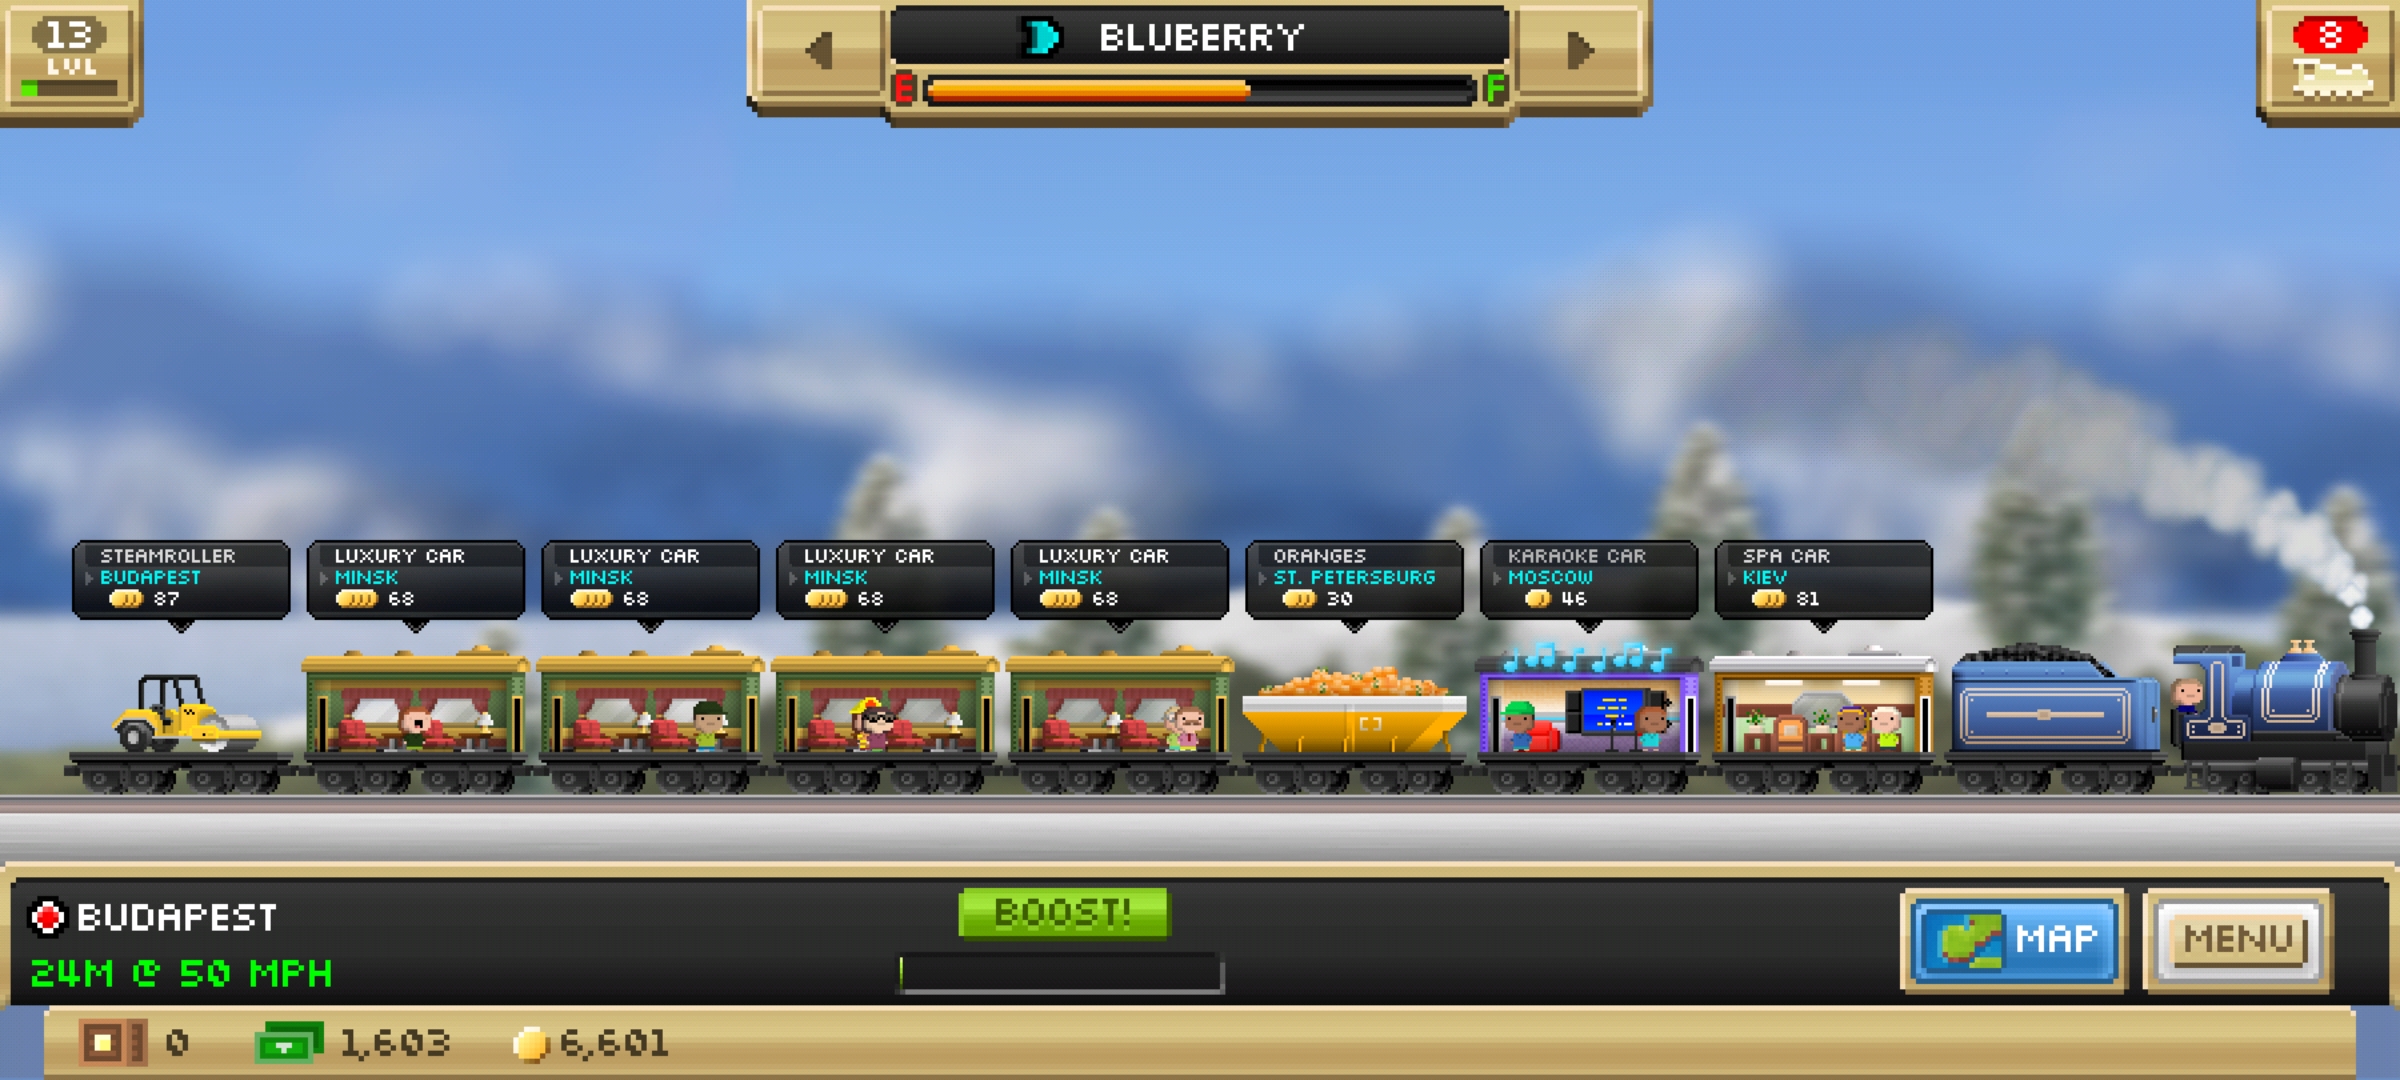 13
LVL
BLUBERRY
E F
8
STEAMROLLER
BUDAPEST
87
LUXURY CAR
MINSK
68
LUXURY CAR
MINSK
68
LUXURY CAR
MINSK
68
LUXURY CAR
MINSK
68
ORANGES
ST. PETERSBURG
30
KARAOKE CAR
MOSCOW
46
SPA CAR
KIEV
81
BUDAPEST
24M @ 50 MPH
BOOST!
MAP
MENU
0 1,603 6,601